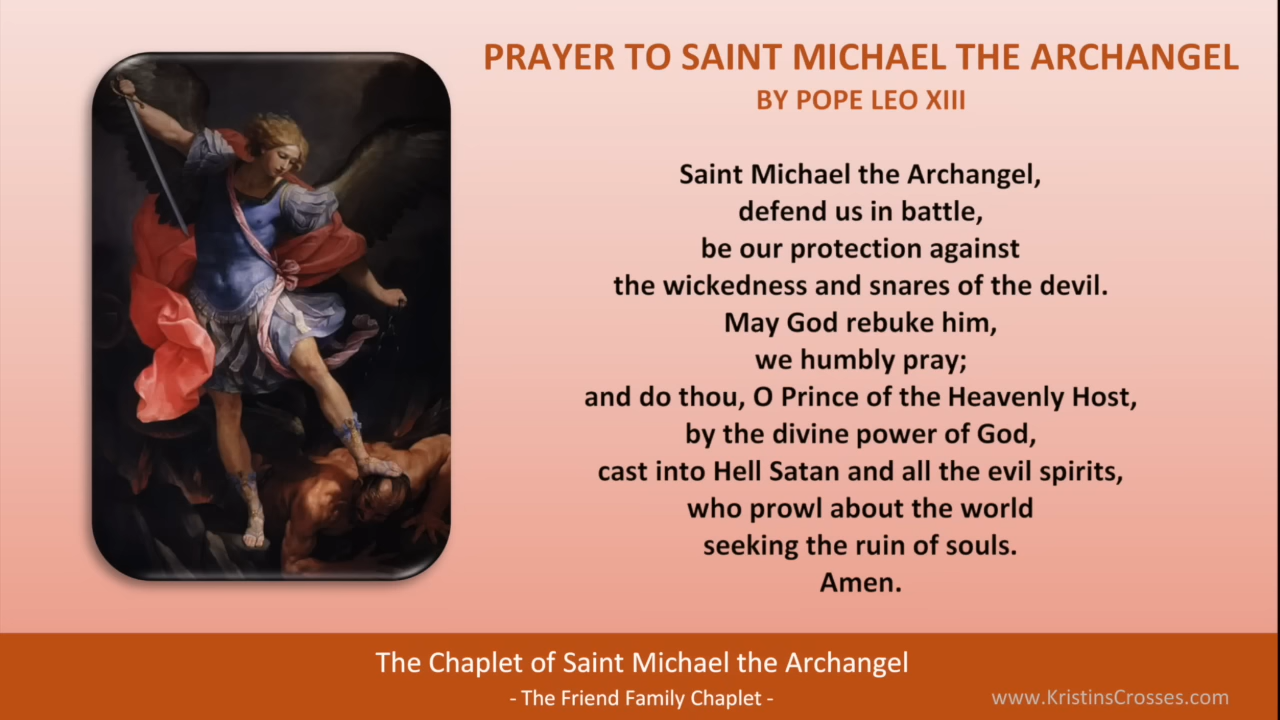 PRAYER TO SAINT MICHAEL THE ARCHANGEL
BY POPE LEO XIII
Saint Michael the Archangel,
defend us in battle,
be our protection against
the wickedness and snares of the devil.
May God rebuke him,
we humbly pray;
and do thou, O Prince of the Heavenly Host,
by the divine power of God,
cast into Hell Satan and all the evil spirits,
who prowl about the world
seeking the ruin of souls.
Amen.
The Chaplet of Saint Michael the Archangel
- The Friend Family Chaplet -
www.KristinsCrosses.com